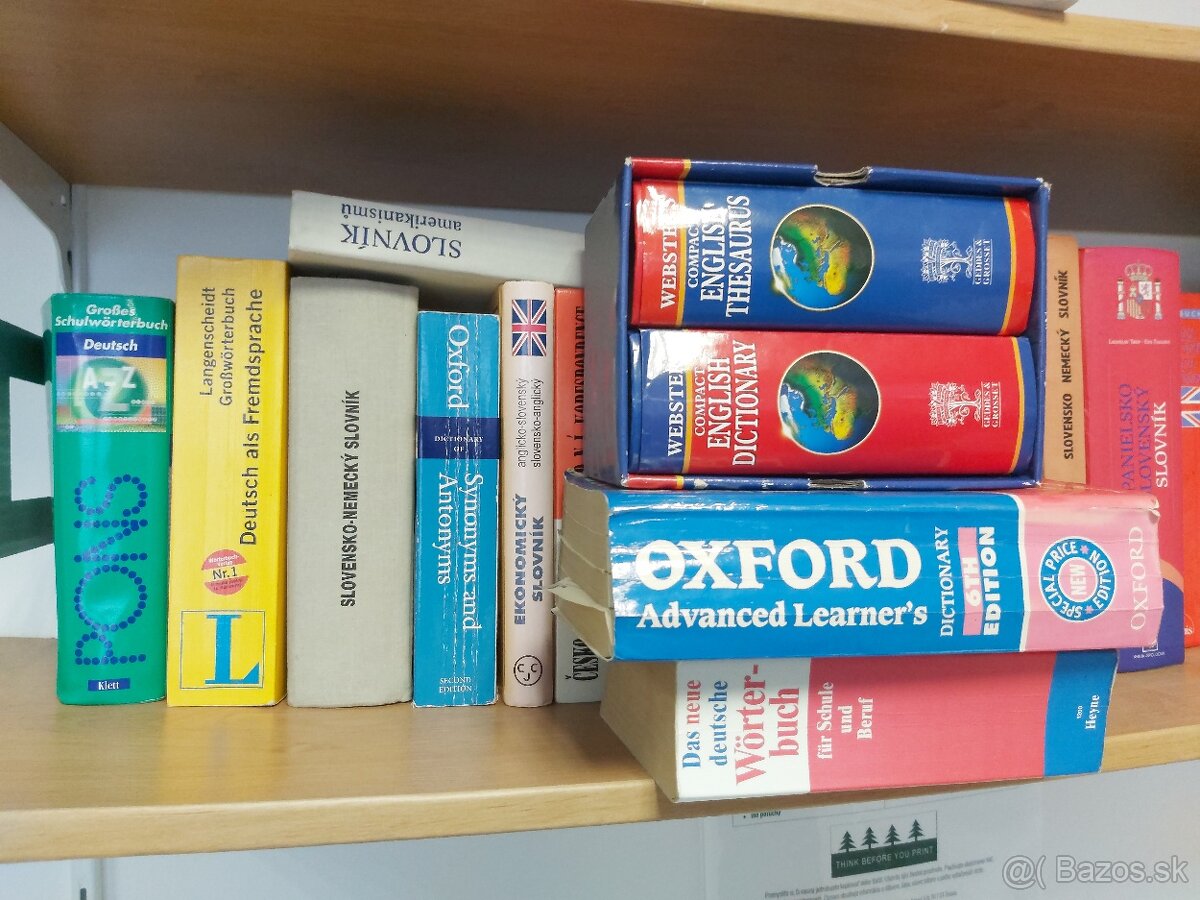 Großes
Schulwörterbuch
Deutsch
A-Z
PONS
Klett
Langenscheidt
Großwörterbuch
Deutsch als Fremdsprache
Nr. 1
L
SLOVENSKO-NEMECKÝ SLOVNÍK
SLOVNÍK
amerikanismů
Oxford
DICTIONARY
OF
Synonyms and
Antonyms
SECOND
EDITION
anglicko-slovenský
slovensko-anglický
EKONOMICKÝ
SLOVNÍK
WEBSTER'S
COMPACT
ENGLISH
THESAURUS
GEDDES &
GROSSET
WEBSTER'S
COMPACT
ENGLISH
DICTIONARY
GEDDES &
GROSSET
OXFORD
Advanced Learner's
DICTIONARY
6TH
EDITION
SPECIAL PRICE
NEW
EDITION
OXFORD
Das neue
deutsche
Wörter-
buch
für Schule
und
Beruf
Heyne
SLOVENSKO NEMECKÝ SLOVNÍK
SLOVNÍK
THINK BEFORE YOU PRINT
@( Bazos.sk